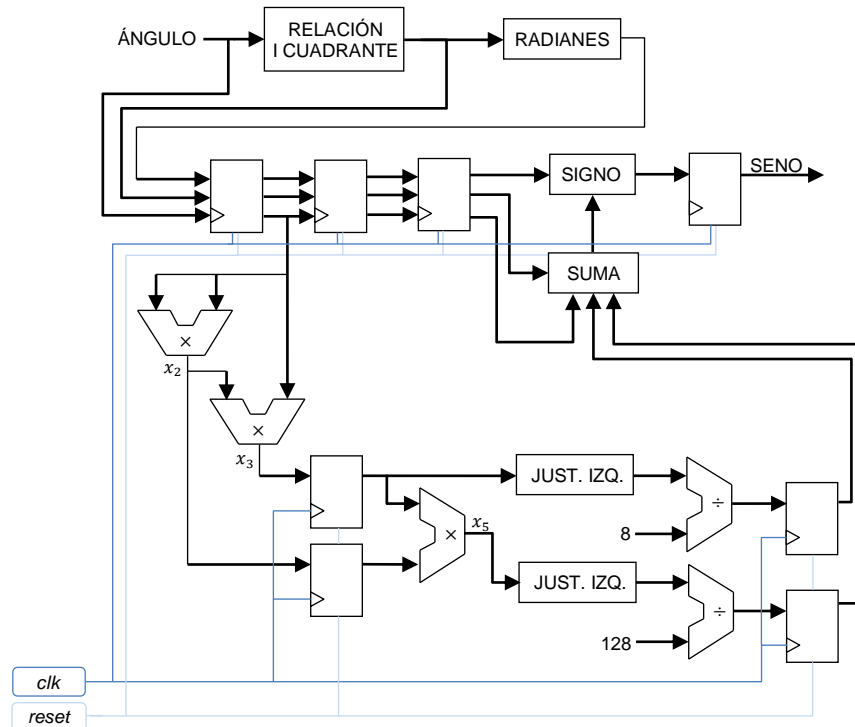 ÁNGULO
RELACIÓN
I CUADRANTE
RADIANES
SIGNO
SENO
SUMA
×
x₂
×
x₃
JUST. IZQ.
÷
8
×
x₅
JUST. IZQ.
÷
128
clk
reset